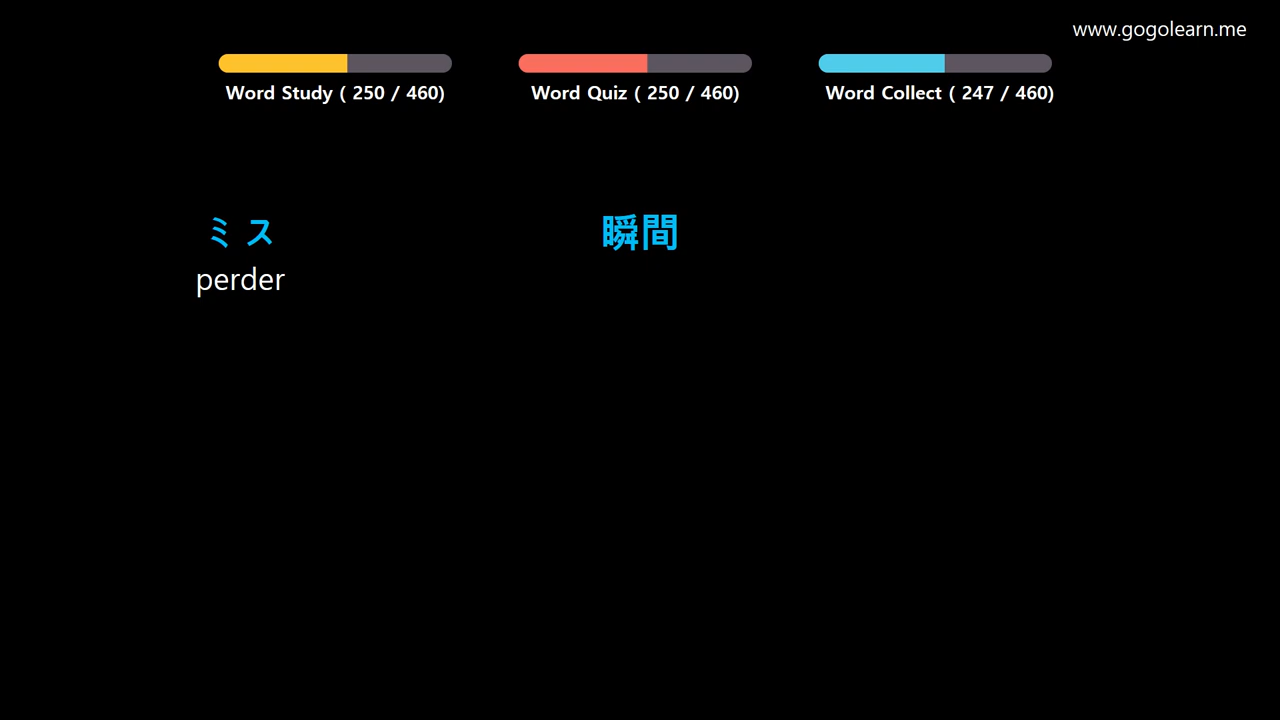 www.gogolearn.me
Word Study ( 250 / 460)
Word Quiz ( 250 / 460)
Word Collect ( 247 / 460)
ミス
perder
瞬間